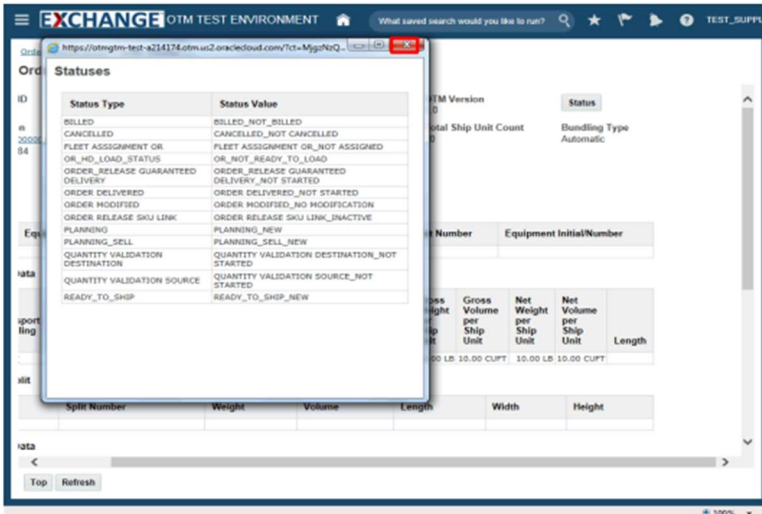 EXCHANGE OTM TEST ENVIRONMENT
What saved search would you like to run?
TEST_SUPPL
https://otmgtm-test-a214174.otm.us2.oraclecloud.com/?ct=MjgzNzQ...
Statuses
Status Type Status Value
BILLED BILLED_NOT_BILLED
CANCELLED CANCELLED_NOT CANCELLED
FLEET ASSIGNMENT OR FLEET ASSIGNMENT OR_NOT ASSIGNED
OR_HD_LOAD_STATUS OR_NOT_READY_TO_LOAD
ORDER_RELEASE GUARANTEED ORDER_RELEASE GUARANTEED
DELIVERY DELIVERY_NOT STARTED
ORDER DELIVERED ORDER DELIVERED_NOT STARTED
ORDER MODIFIED ORDER MODIFIED_NO MODIFICATION
ORDER RELEASE SKU LINK ORDER RELEASE SKU LINK_INACTIVE
PLANNING PLANNING_NEW
PLANNING_SELL PLANNING_SELL_NEW
QUANTITY VALIDATION QUANTITY VALIDATION DESTINATION_NOT
DESTINATION STARTED
QUANTITY VALIDATION SOURCE QUANTITY VALIDATION SOURCE_NOT
STARTED
READY_TO_SHIP READY_TO_SHIP_NEW
Orde
Ord
ID
TM Version
Status
otal Ship Unit Count Bundling Type
Automatic
Equ
t Number Equipment Initial/Number
Data
Gross Net Net
Volume Weight Volume
per per per
Ship Ship Ship
Unit Unit Unit Length
00 LB 10.00 CUFT 10.00 LB 10.00 CUFT
plit
Split Number Weight Volume Length Width Height
Data
Top Refresh
100%